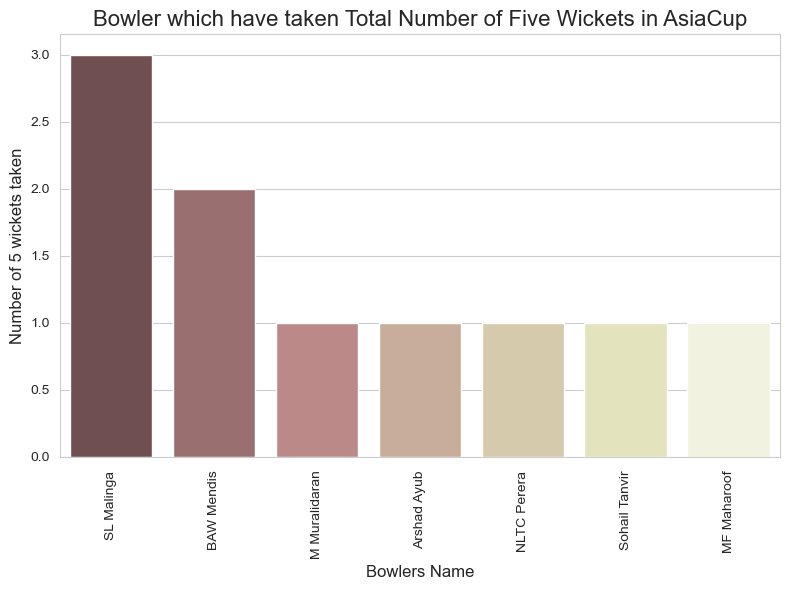 Bowler which have taken Total Number of Five Wickets in AsiaCup
Number of 5 wickets taken
3.0
2.5
2.0
1.5
1.0
0.5
0.0
SL Malinga
BAW Mendis
M Muralidaran
Arshad Ayub
NLTC Perera
Sohail Tanvir
MF Maharoof
Bowlers Name